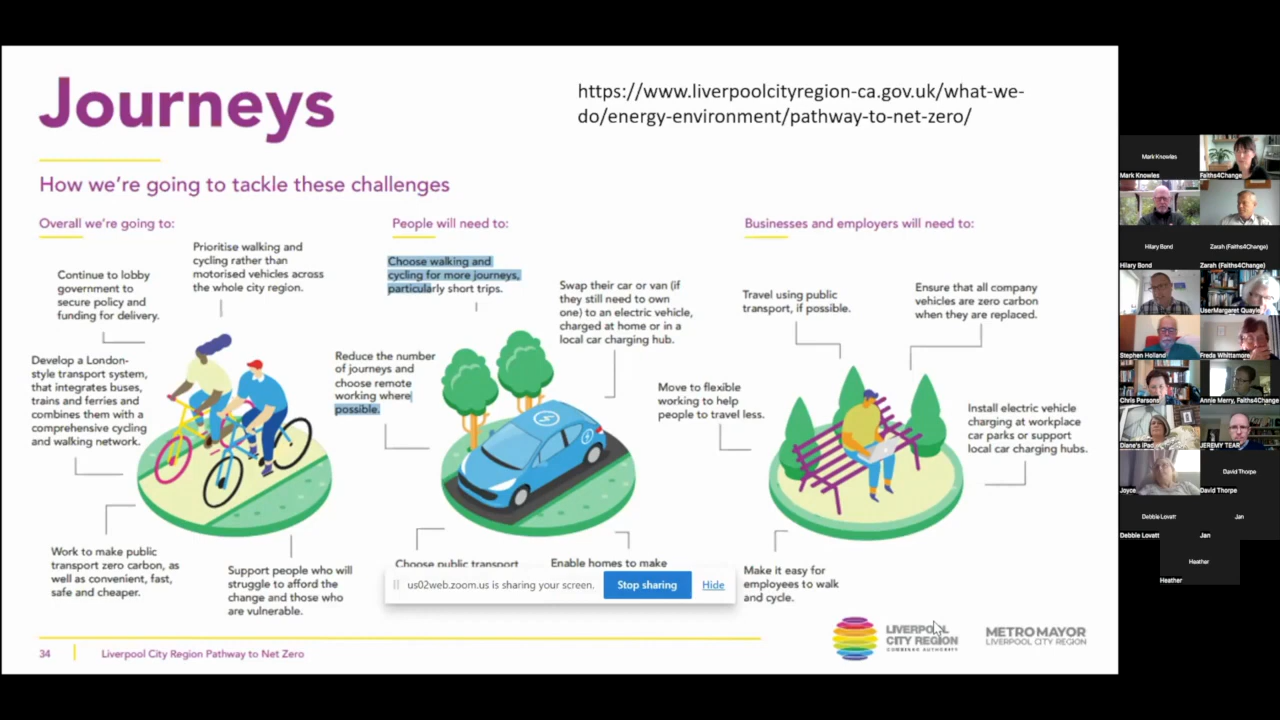 Journeys
https://www.liverpoolcityregion-ca.gov.uk/what-we-
do/energy-environment/pathway-to-net-zero/
How we're going to tackle these challenges
Overall we're going to:
Prioritise walking and
cycling rather than
motorised vehicles across
the whole city region.
Continue to lobby
government to
secure policy and
funding for delivery.
Develop a London-
style transport system,
that integrates buses,
trains and ferries and
combines them with a
comprehensive cycling
and walking network.
Work to make public
transport zero carbon, as
well as convenient, fast,
safe and cheaper.
Support people who will
struggle to afford the
change and those who
are vulnerable.
People will need to:
Choose walking and
cycling for more journeys,
particularly short trips.
Swap their car or van (if
they still need to own
one) to an electric vehicle,
charged at home or in a
local car charging hub.
Reduce the number
of journeys and
choose remote
working where
possible.
Choose public transport
Enable homes to make
us02web.zoom.us is sharing your screen.
Stop sharing
Hide
Businesses and employers will need to:
Travel using public
transport, if possible.
Ensure that all company
vehicles are zero carbon
when they are replaced.
Move to flexible
working to help
people to travel less.
Install electric vehicle
charging at workplace
car parks or support
local car charging hubs.
Make it easy for
employees to walk
and cycle.
34
Liverpool City Region Pathway to Net Zero
LIVERPOOL
CITY REGION
COMBINED AUTHORITY
METRO MAYOR
LIVERPOOL CITY REGION
Mark Knowles
Mark Knowles
Faiths4Change
Hilary Bond
Zarah (Faiths4Change)
Hilary Bond
Zarah (Faiths4Change)
User
Margaret Quayle
Stephen Holland
Freda Whittamore
Chris Parsons
Annie Merry, Faiths4Change
Diane's iPad
JEREMY TEAR
David Thorpe
Joyce
David Thorpe
Debbie Lovatt
Jan
Debbie Lovatt
Jan
Heather
Heather